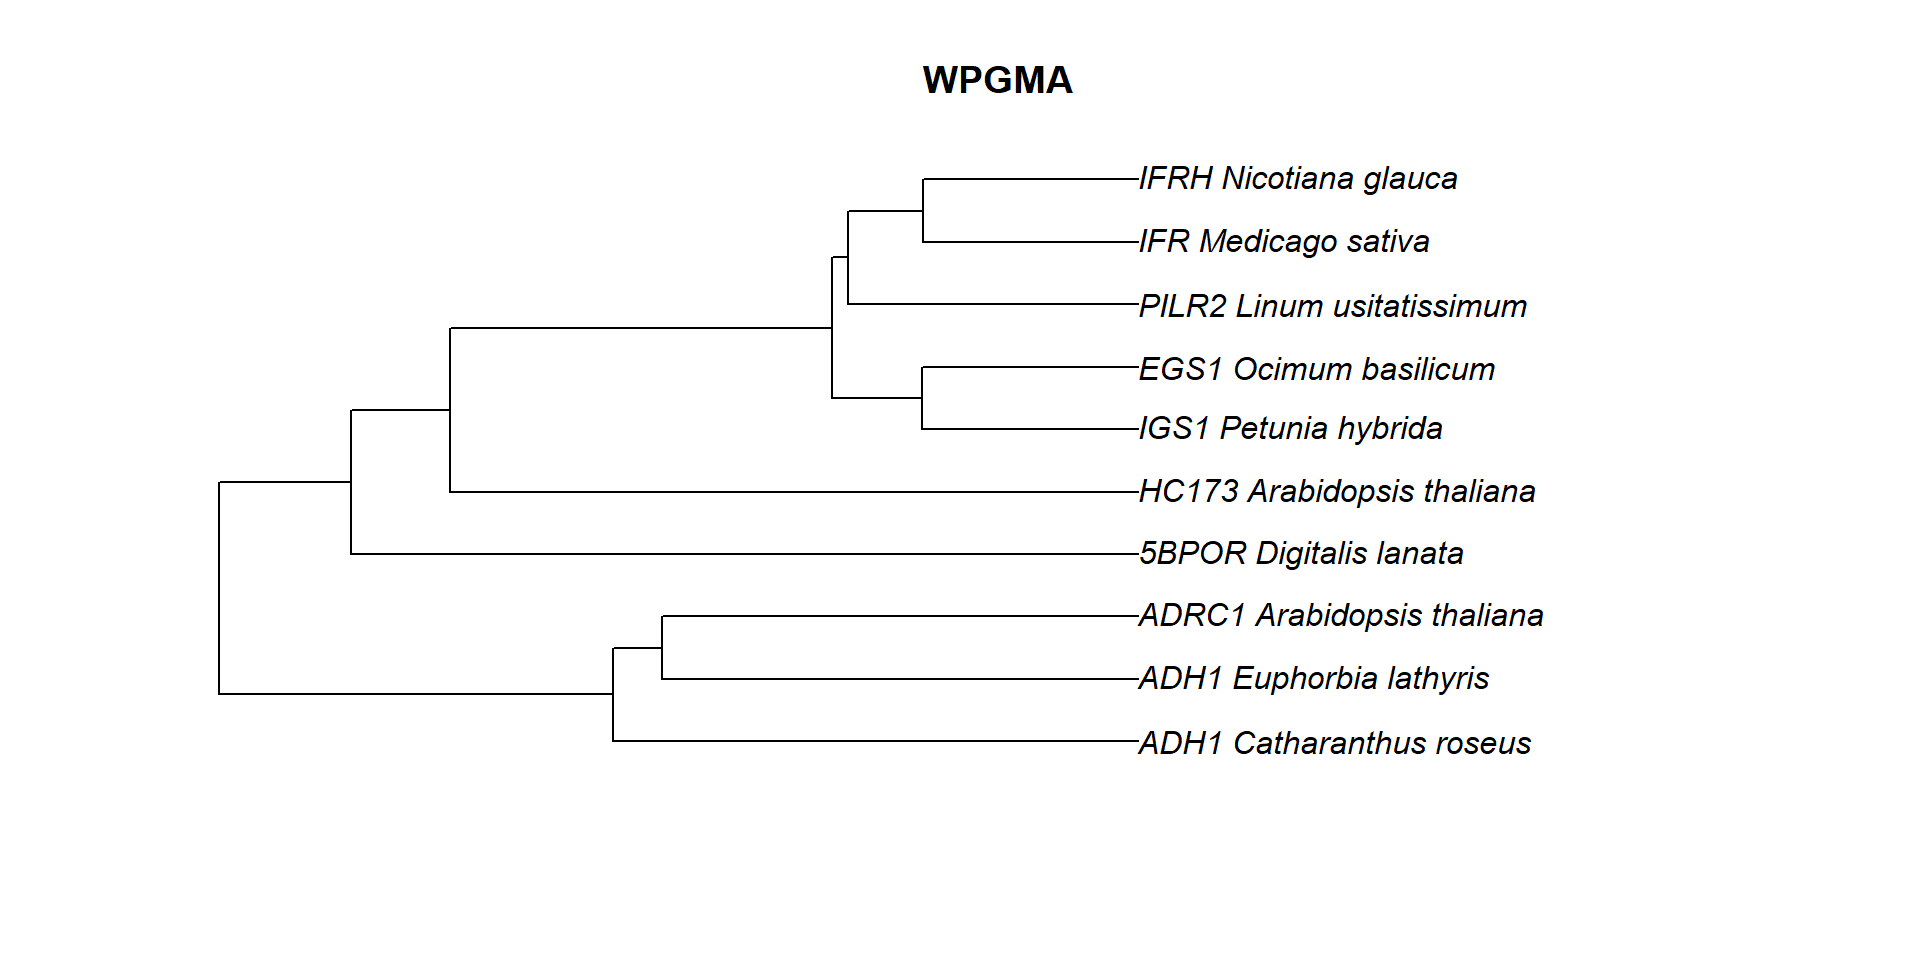 WPGMA
IFRH Nicotiana glauca
IFR Medicago sativa
PILR2 Linum usitatissimum
EGS1 Ocimum basilicum
IGS1 Petunia hybrida
HC173 Arabidopsis thaliana
5BPOR Digitalis lanata
ADRC1 Arabidopsis thaliana
ADH1 Euphorbia lathyris
ADH1 Catharanthus roseus